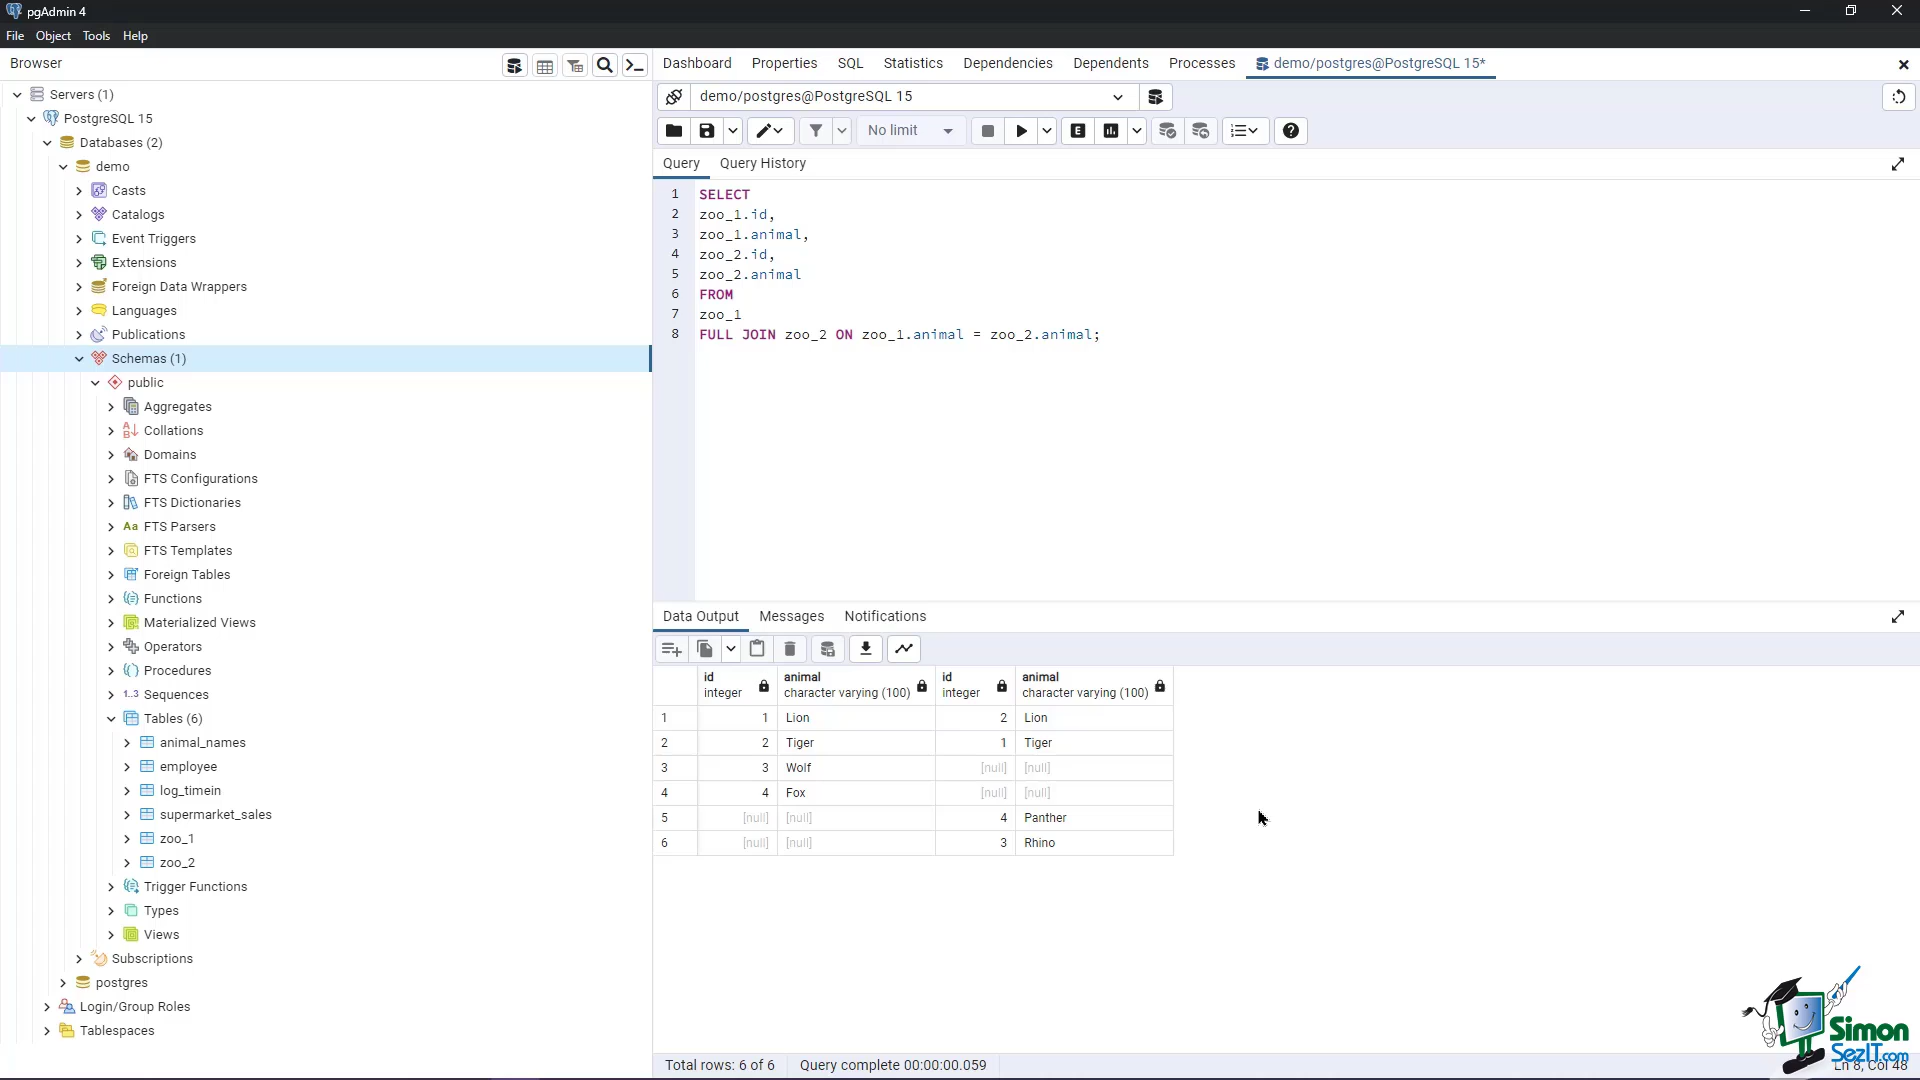 pgAdmin 4
File Object Tools Help
Browser
Dashboard Properties SQL Statistics Dependencies Dependents Processes demo/postgres@PostgreSQL 15*
Servers (1)
PostgreSQL 15
Databases (2)
demo
Casts
Catalogs
Event Triggers
Extensions
Foreign Data Wrappers
Languages
Publications
Schemas (1)
public
Aggregates
Collations
Domains
FTS Configurations
FTS Dictionaries
Aa FTS Parsers
FTS Templates
Foreign Tables
Functions
Materialized Views
Operators
Procedures
1..3 Sequences
Tables (6)
animal_names
employee
log_timein
supermarket_sales
zoo_1
zoo_2
Trigger Functions
Types
Views
Subscriptions
postgres
Login/Group Roles
Tablespaces
demo/postgres@PostgreSQL 15
No limit E
Query Query History
1 SELECT
2 zoo_1.id,
3 zoo_1.animal,
4 zoo_2.id,
5 zoo_2.animal
6 FROM
7 zoo_1
8 FULL JOIN zoo_2 ON zoo_1.animal = zoo_2.animal;
Data Output Messages Notifications
id animal id animal
integer character varying (100) integer character varying (100)
1 1 Lion 2 Lion
2 2 Tiger 1 Tiger
3 3 Wolf [null] [null]
4 4 Fox [null] [null]
5 [null] [null] 4 Panther
6 [null] [null] 3 Rhino
Total rows: 6 of 6 Query complete 00:00:00.059 Ln 8, Col 48
Simon
SezIT.com